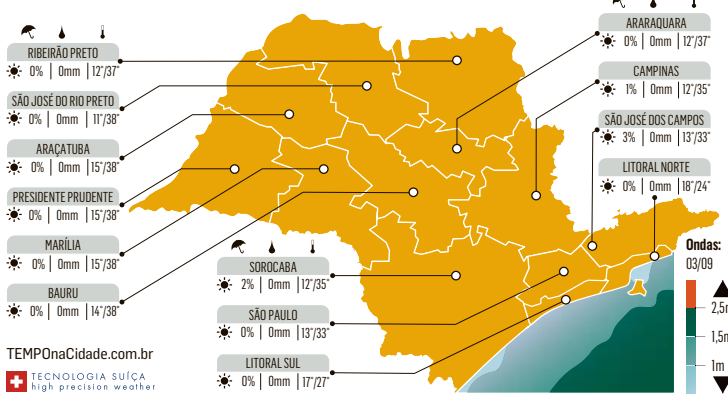 RIBEIRÃO PRETO
0% | 0mm | 12°/37°
SÃO JOSÉ DO RIO PRETO
0% | 0mm | 11°/38°
ARAÇATUBA
0% | 0mm | 15°/38°
PRESIDENTE PRUDENTE
0% | 0mm | 15°/38°
MARÍLIA
0% | 0mm | 15°/38°
BAURU
0% | 0mm | 14°/38°
TEMPOnaCidade.com.br
TECNOLOGIA SUÍÇA
high precision weather
SOROCABA
2% | 0mm | 12°/35°
SÃO PAULO
0% | 0mm | 13°/33°
LITORAL SUL
0% | 0mm | 17°/27°
ARARAQUARA
0% | 0mm | 12°/37°
CAMPINAS
1% | 0mm | 12°/35°
SÃO JOSÉ DOS CAMPOS
3% | 0mm | 13°/33°
LITORAL NORTE
0% | 0mm | 18°/24°
Ondas:
03/09
2,5m
1,5m
1m